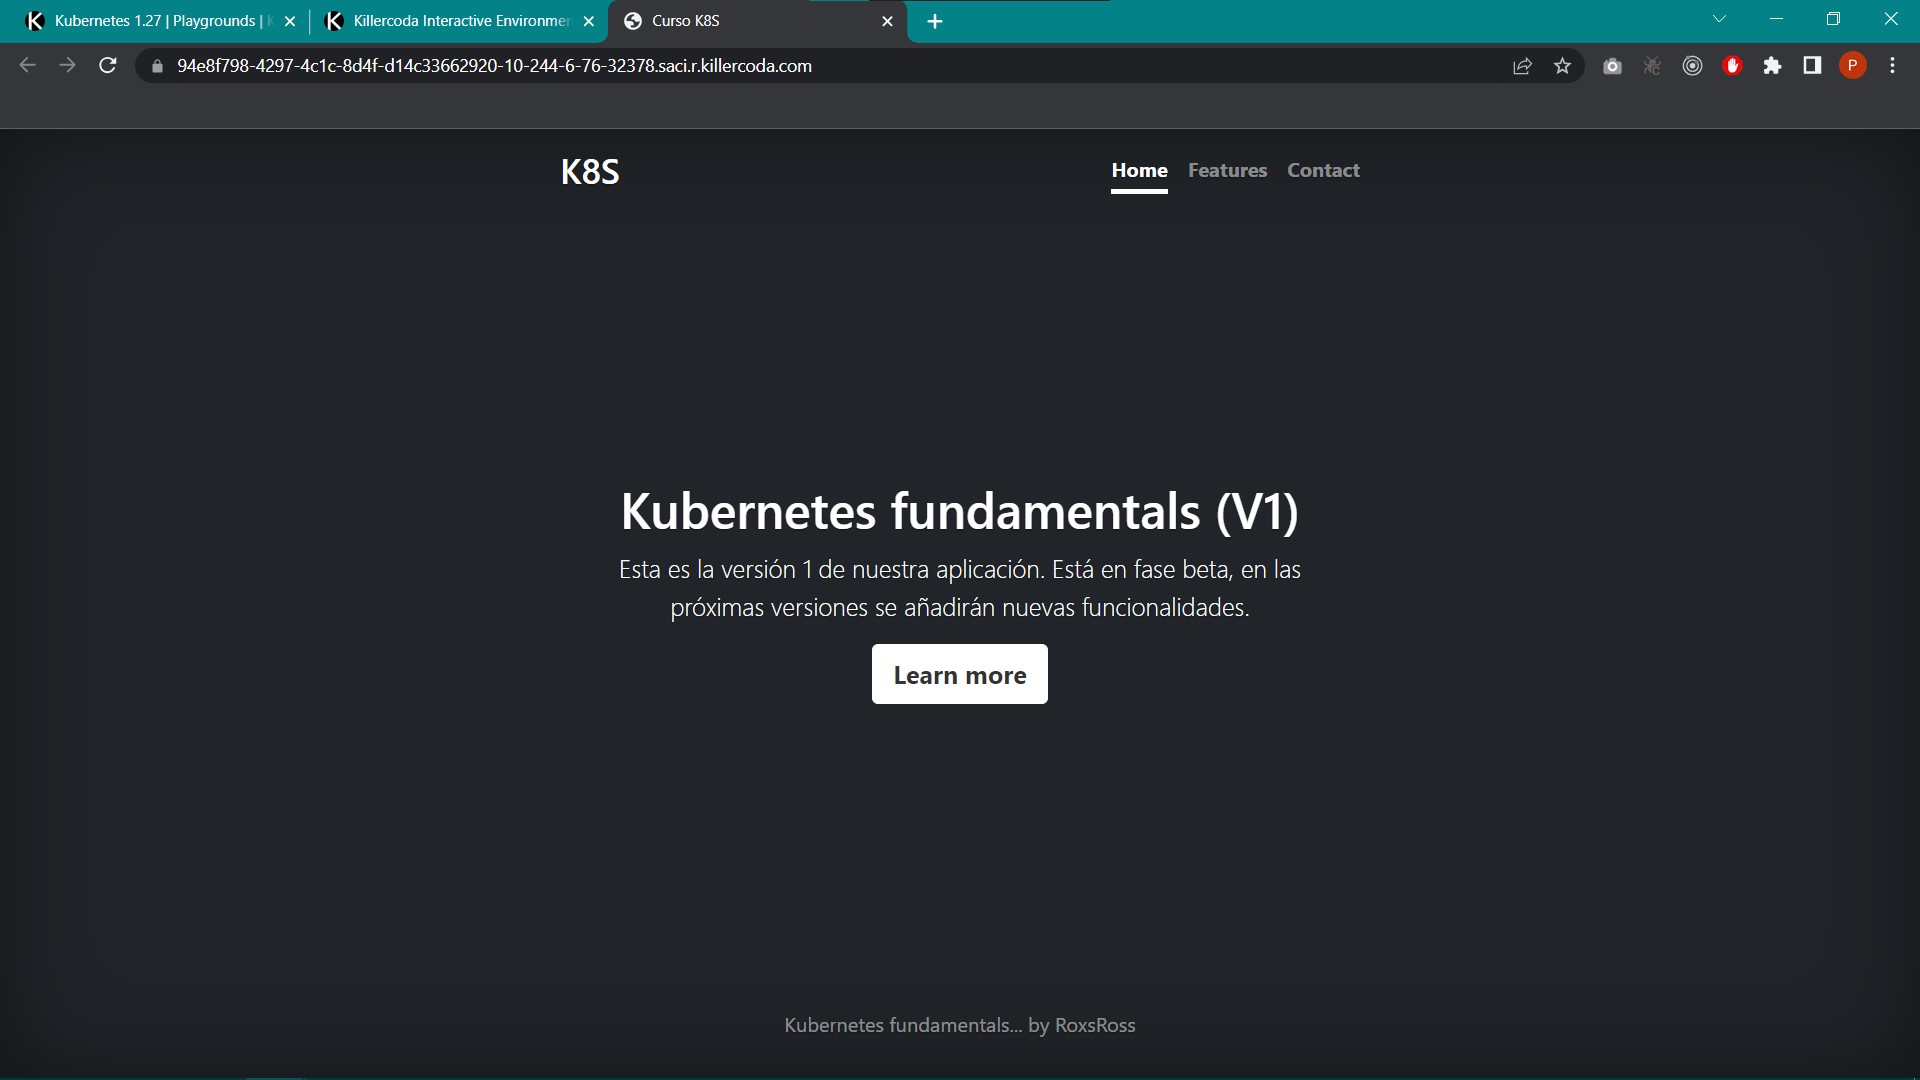 Kubernetes 1.27 | Playgrounds |
Killercoda Interactive Environmen
Curso K8S
94e8f798-4297-4c1c-8d4f-d14c33662920-10-244-6-76-32378.saci.r.killercoda.com
P
K8S
Home Features Contact
Kubernetes fundamentals (V1)
Esta es la versión 1 de nuestra aplicación. Está en fase beta, en las
próximas versiones se añadirán nuevas funcionalidades.
Learn more
Kubernetes fundamentals... by RoxsRoss